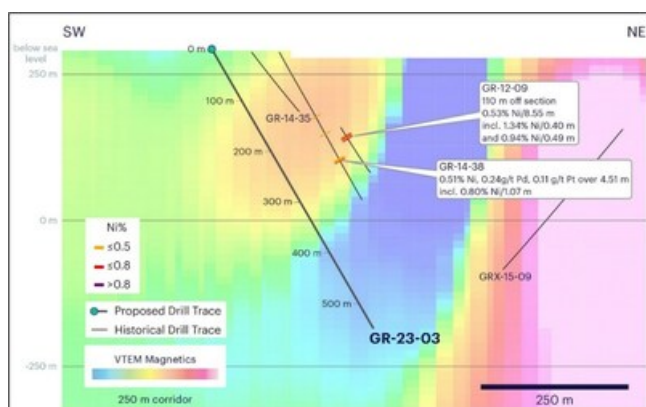 SW
NE
below sea
level
250 m
0 m
-250 m
0 m
100 m
200 m
300 m
400 m
500 m
GR-14-35
GR-12-09
110 m off section
0.53% Ni/8.55 m
incl. 1.34% Ni/0.40 m
and 0.94% Ni/0.49 m
GR-14-38
0.51% Ni, 0.24g/t Pd, 0.11 g/t Pt over 4.51 m
incl. 0.80% Ni/1.07 m
GRX-15-09
GR-23-03
Ni%
≤0.5
≤0.8
>0.8
Proposed Drill Trace
Historical Drill Trace
VTEM Magnetics
250 m corridor
250 m